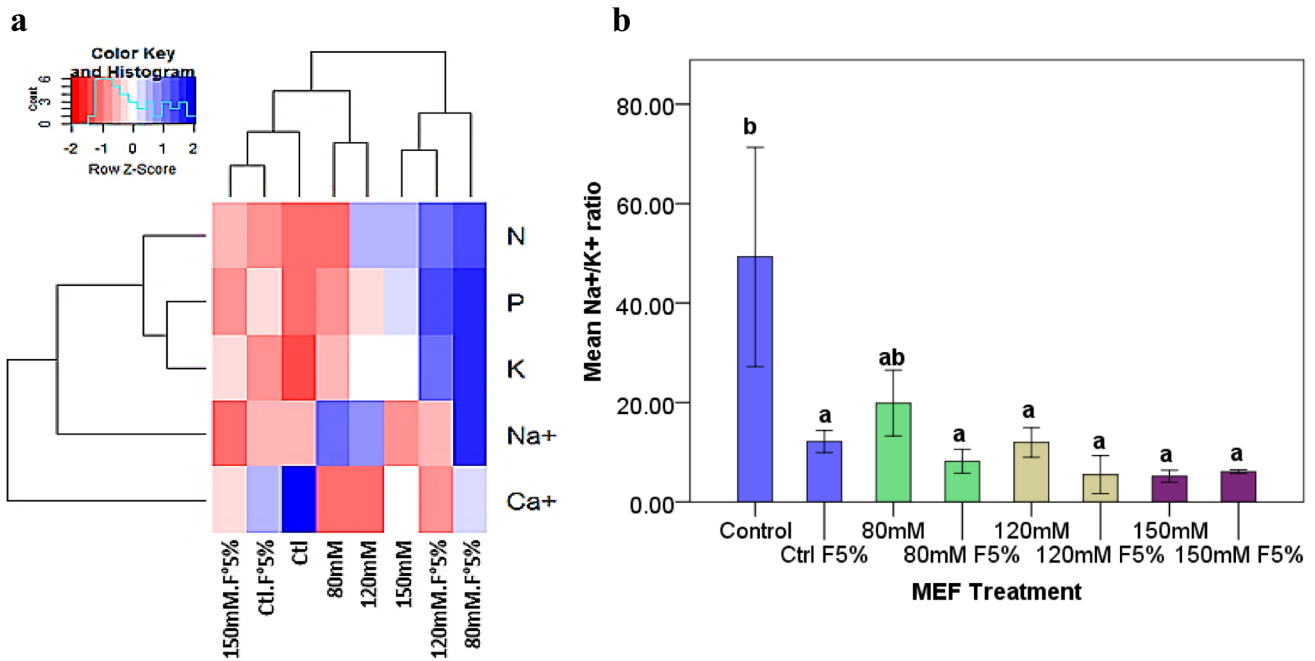 a
Color Key
and Histogram
Count
0 3 6
-2 -1 0 1 2
Row Z-Score
N
P
K
Na+
Ca+
150mM.F°5%
Ctl.F°5%
Ctl
80mM
120mM
150mM
120mM.F°5%
80mM.F°5%
b
Mean Na+/K+ ratio
80.00
60.00
40.00
20.00
0.00
b
a
ab
a
a
a
a
a
Control
Ctrl F5%
80mM
80mM F5%
120mM
120mM F5%
150mM
150mM F5%
MEF Treatment